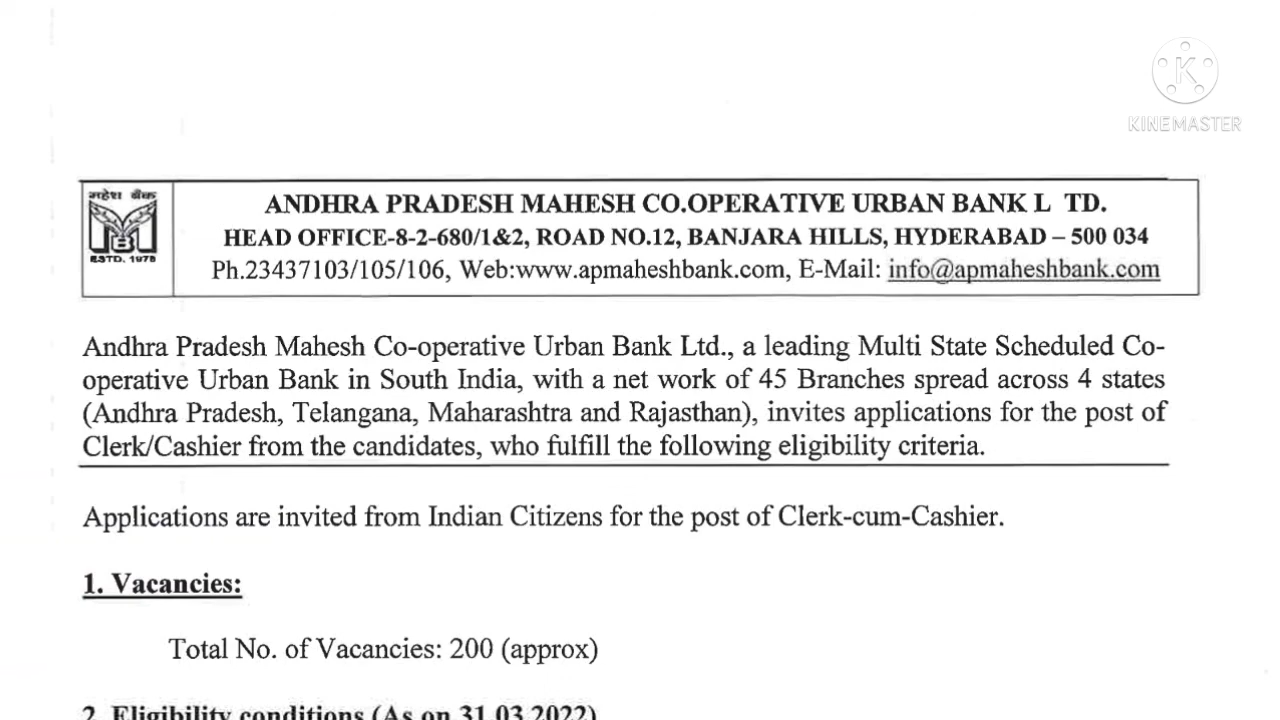 KINEMASTER
महेश बैंक
ESTD. 1978
ANDHRA PRADESH MAHESH CO.OPERATIVE URBAN BANK L TD.
HEAD OFFICE-8-2-680/1&2, ROAD NO.12, BANJARA HILLS, HYDERABAD – 500 034
Ph.23437103/105/106, Web:www.apmaheshbank.com, E-Mail: info@apmaheshbank.com
Andhra Pradesh Mahesh Co-operative Urban Bank Ltd., a leading Multi State Scheduled Co-
operative Urban Bank in South India, with a net work of 45 Branches spread across 4 states
(Andhra Pradesh, Telangana, Maharashtra and Rajasthan), invites applications for the post of
Clerk/Cashier from the candidates, who fulfill the following eligibility criteria.
Applications are invited from Indian Citizens for the post of Clerk-cum-Cashier.
1. Vacancies:
Total No. of Vacancies: 200 (approx)
2. Eligibility conditions (As on 31.03.2022)